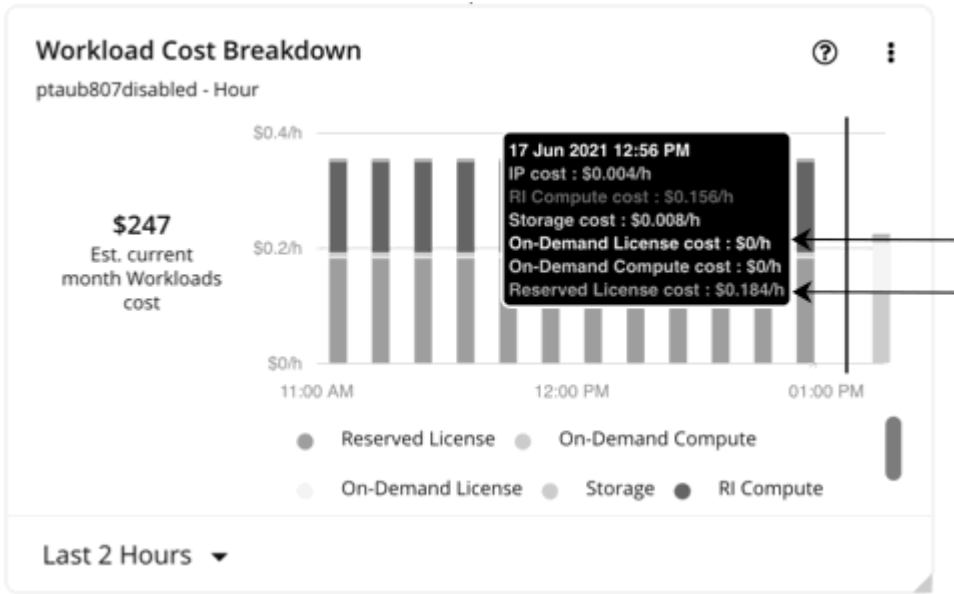 Workload Cost Breakdown
ptaub807disabled - Hour
$247
Est. current
month Workloads
cost
$0.4/h
$0.2/h
$0/h
17 Jun 2021 12:56 PM
IP cost : $0.004/h
RI Compute cost : $0.156/h
Storage cost : $0.008/h
On-Demand License cost : $0/h
On-Demand Compute cost : $0/h
Reserved License cost : $0.184/h
11:00 AM 12:00 PM 01:00 PM
Reserved License On-Demand Compute
On-Demand License Storage RI Compute
Last 2 Hours